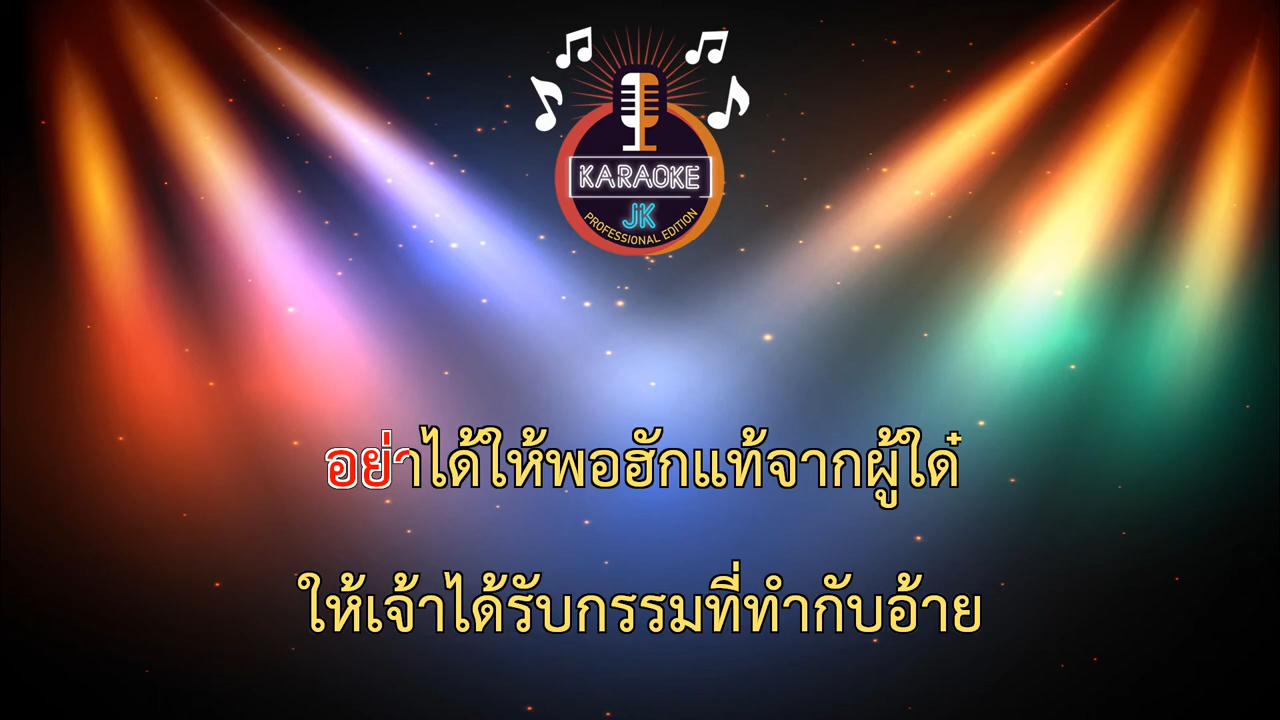 KARAOKE
JK
PROFESSIONAL EDITION
อย่าได้ให้พอฮักแท้จากผู้ใด๋
ให้เจ้าได้รับกรรมที่ทำกับอ้าย